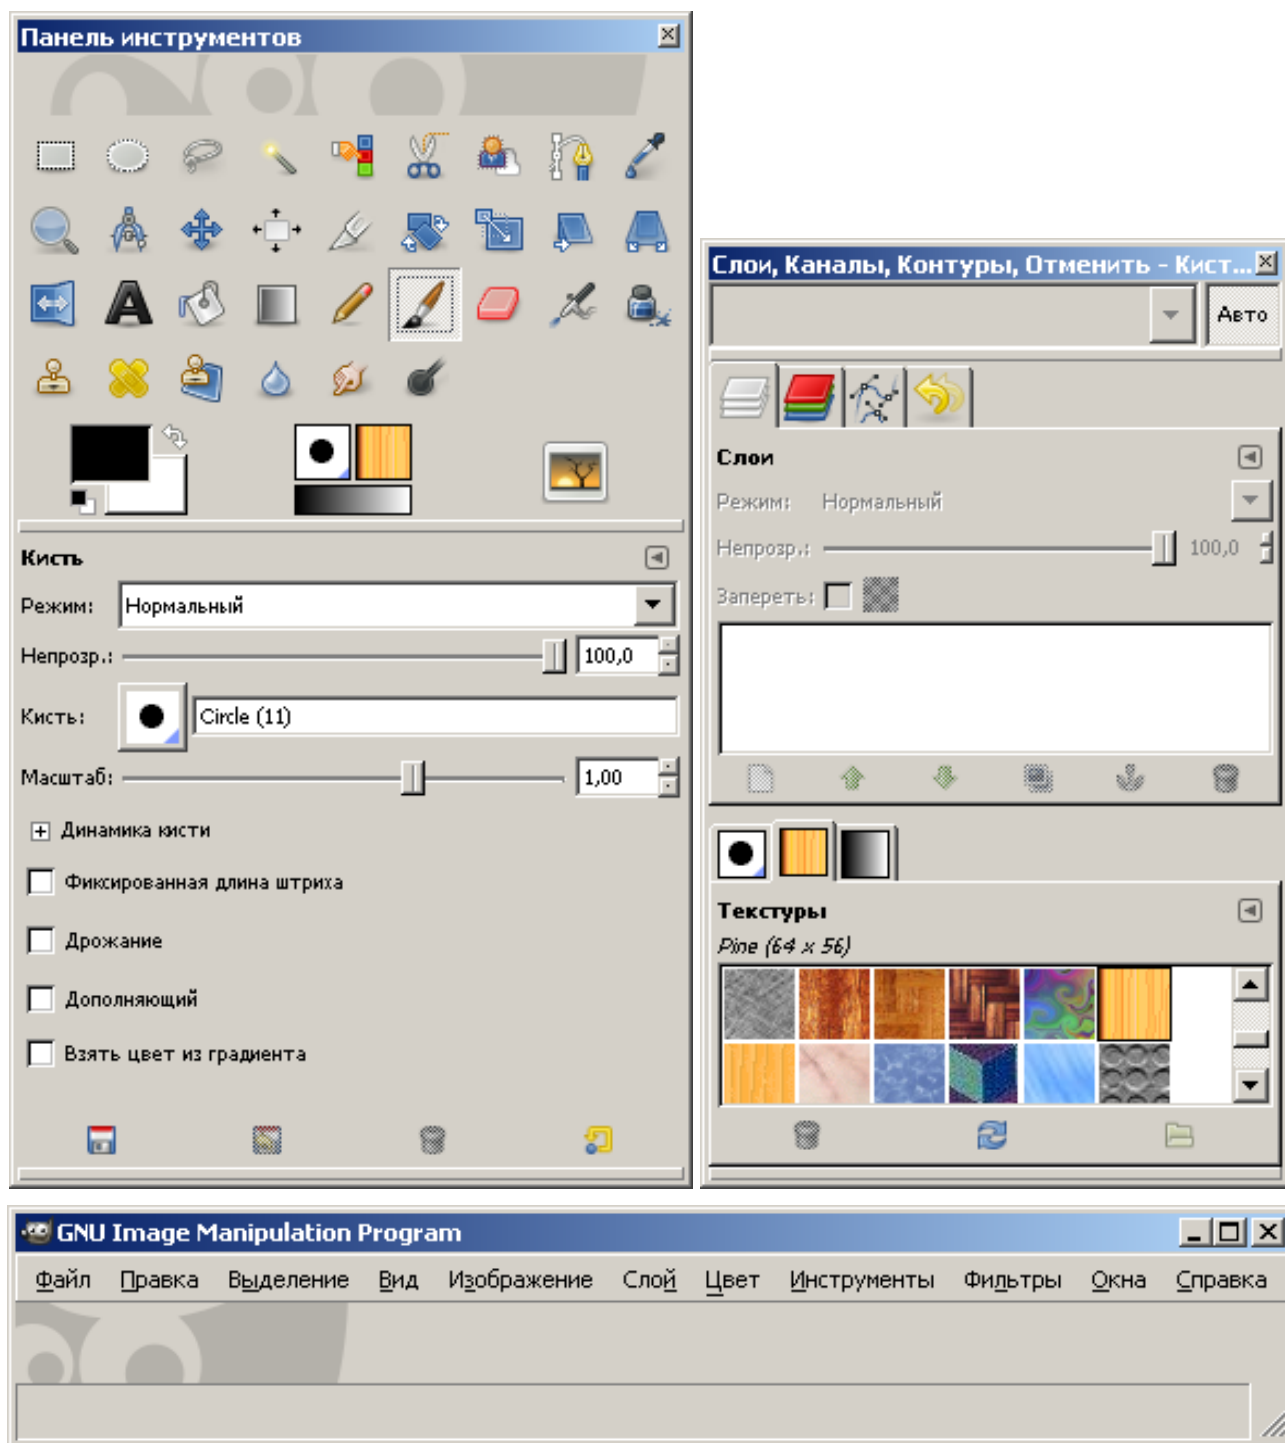 Панель инструментов
Кисть
Режим: Нормальный
Непрозр.: 100,0
Кисть: Circle (11)
Масштаб: 1,00
Динамика кисти
Фиксированная длина штриха
Дрожание
Дополняющий
Взять цвет из градиента
Слои, Каналы, Контуры, Отменить - Кист...
Авто
Слои
Режим: Нормальный
Непрозр.: 100,0
Запереть:
Текстуры
Pine (64 x 56)
GNU Image Manipulation Program
Файл Правка Выделение Вид Изображение Слой Цвет Инструменты Фильтры Окна Справка